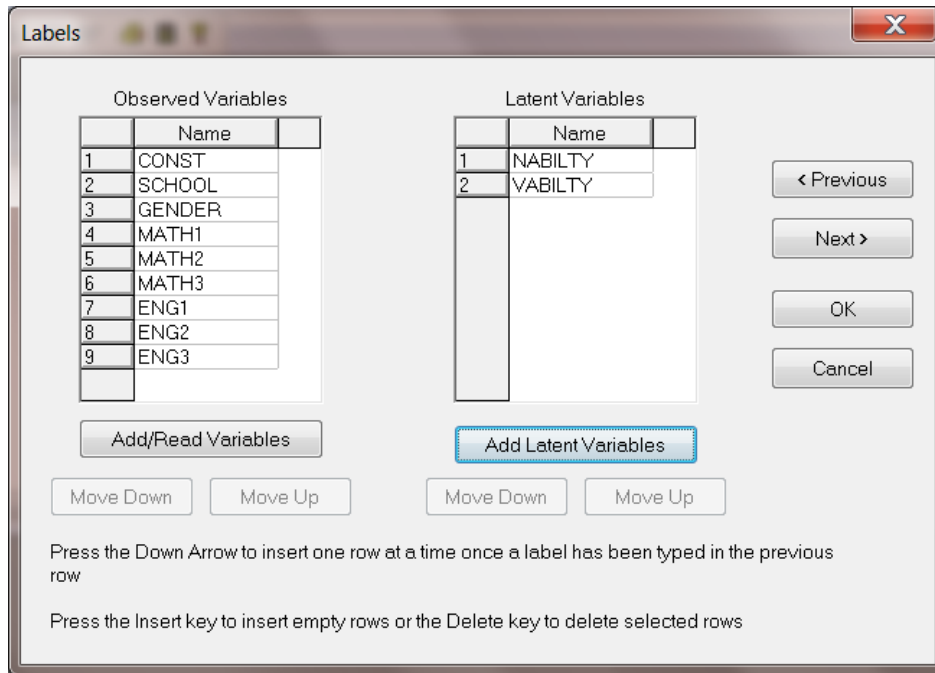 Labels
Observed Variables
Name
1 CONST
2 SCHOOL
3 GENDER
4 MATH1
5 MATH2
6 MATH3
7 ENG1
8 ENG2
9 ENG3
Add/Read Variables
Move Down Move Up
Latent Variables
Name
1 NABILTY
2 VABILTY
Add Latent Variables
Move Down Move Up
< Previous
Next >
OK
Cancel
Press the Down Arrow to insert one row at a time once a label has been typed in the previous
row
Press the Insert key to insert empty rows or the Delete key to delete selected rows